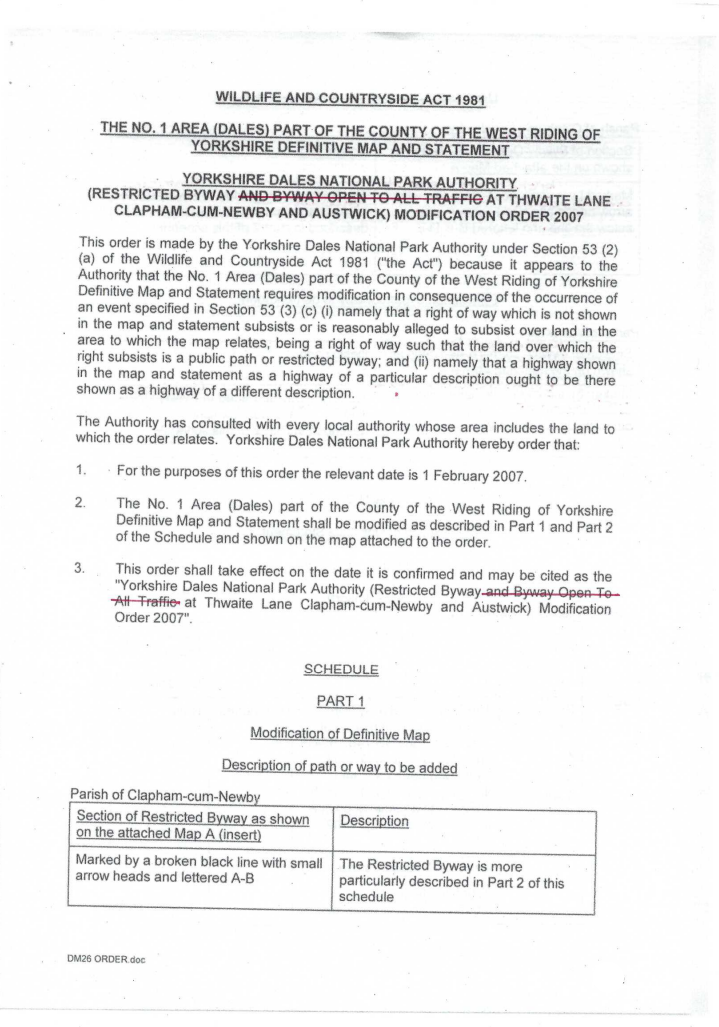 WILDLIFE AND COUNTRYSIDE ACT 1981
THE NO. 1 AREA (DALES) PART OF THE COUNTY OF THE WEST RIDING OF
YORKSHIRE DEFINITIVE MAP AND STATEMENT
YORKSHIRE DALES NATIONAL PARK AUTHORITY
(RESTRICTED BYWAY AND BYWAY OPEN TO ALL TRAFFIC AT THWAITE LANE
CLAPHAM-CUM-NEWBY AND AUSTWICK) MODIFICATION ORDER 2007
This order is made by the Yorkshire Dales National Park Authority under Section 53 (2)
(a) of the Wildlife and Countryside Act 1981 ("the Act") because it appears to the
Authority that the No. 1 Area (Dales) part of the County of the West Riding of Yorkshire
Definitive Map and Statement requires modification in consequence of the occurrence of
an event specified in Section 53 (3) (c) (i) namely that a right of way which is not shown
in the map and statement subsists or is reasonably alleged to subsist over land in the
area to which the map relates, being a right of way such that the land over which the
right subsists is a public path or restricted byway; and (ii) namely that a highway shown
in the map and statement as a highway of a particular description ought to be there
shown as a highway of a different description.
The Authority has consulted with every local authority whose area includes the land to
which the order relates. Yorkshire Dales National Park Authority hereby order that:
1. For the purposes of this order the relevant date is 1 February 2007.
2. The No. 1 Area (Dales) part of the County of the West Riding of Yorkshire
Definitive Map and Statement shall be modified as described in Part 1 and Part 2
of the Schedule and shown on the map attached to the order.
3. This order shall take effect on the date it is confirmed and may be cited as the
"Yorkshire Dales National Park Authority (Restricted Byway and Byway Open To
All Traffic at Thwaite Lane Clapham-cum-Newby and Austwick) Modification
Order 2007".
SCHEDULE
PART 1
Modification of Definitive Map
Description of path or way to be added
Parish of Clapham-cum-Newby
Section of Restricted Byway as shown
on the attached Map A (insert)
Description
Marked by a broken black line with small
arrow heads and lettered A-B
The Restricted Byway is more
particularly described in Part 2 of this
schedule
DM26 ORDER.doc